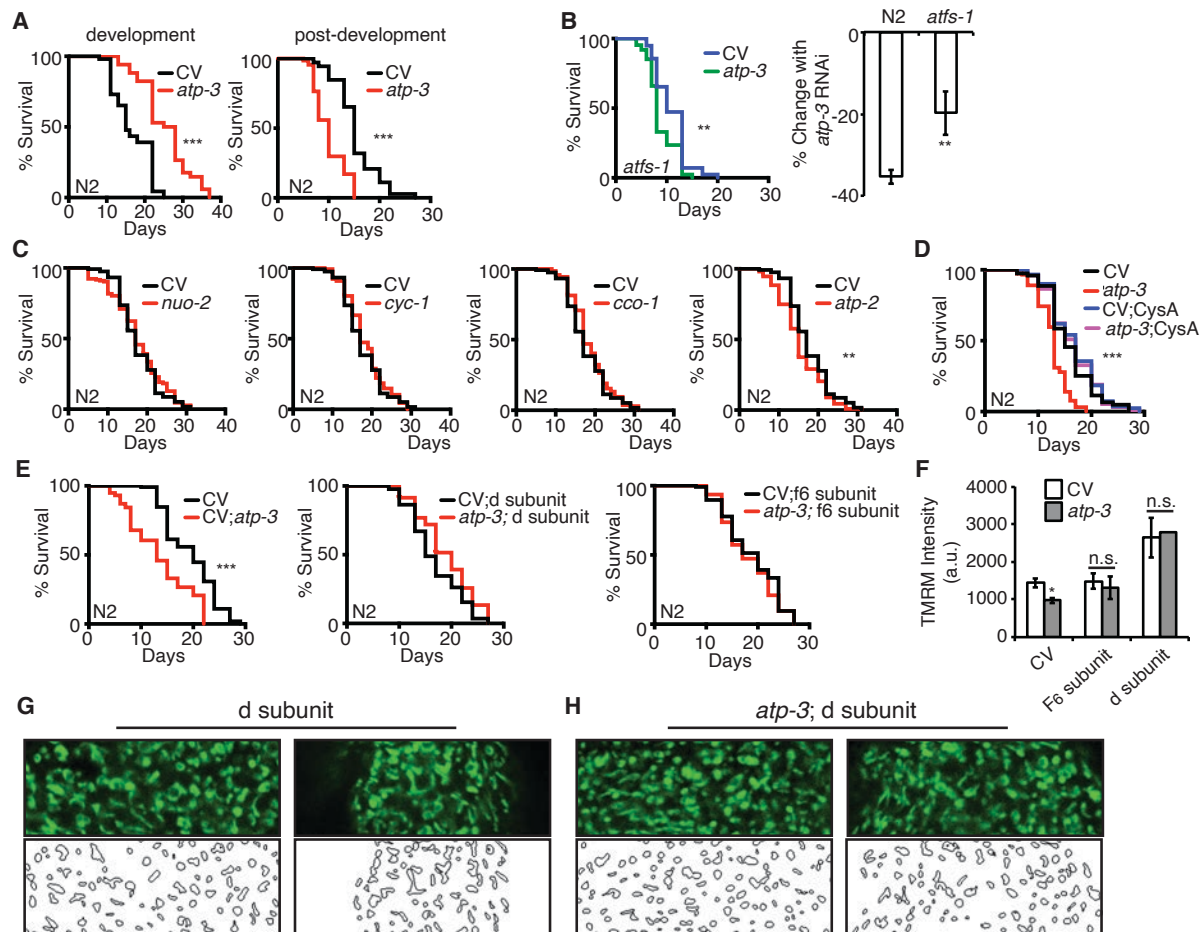 A
development
100
50
0
% Survival
CV
atp-3
***
N2
0 10 20 30 40
Days
post-development
100
50
0
% Survival
CV
atp-3
***
N2
0 10 20 30
Days
B
100
50
0
% Survival
CV
atp-3
**
atfs-1
0 10 20 30
Days
N2 atfs-1
0
-20
-40
% Change with
atp-3 RNAi
**
C
100
50
0
% Survival
CV
nuo-2
N2
0 10 20 30 40
Days
100
50
0
% Survival
CV
cyc-1
N2
0 10 20 30 40
Days
100
50
0
% Survival
CV
cco-1
N2
0 10 20 30 40
Days
100
50
0
% Survival
CV
atp-2
**
N2
0 10 20 30 40
Days
D
100
50
0
% Survival
CV
atp-3
CV;CysA
atp-3;CysA
***
N2
0 10 20 30
Days
E
100
50
0
% Survival
CV
CV;atp-3
***
N2
0 10 20 30
Days
100
50
0
% Survival
CV;d subunit
atp-3; d subunit
N2
0 10 20 30
Days
100
50
0
% Survival
CV;f6 subunit
atp-3; f6 subunit
N2
0 10 20 30
Days
F
4000
3000
2000
1000
0
TMRM Intensity
(a.u.)
CV
atp-3
*
n.s.
n.s.
CV
F6 subunit
d subunit
G
d subunit
H
atp-3; d subunit